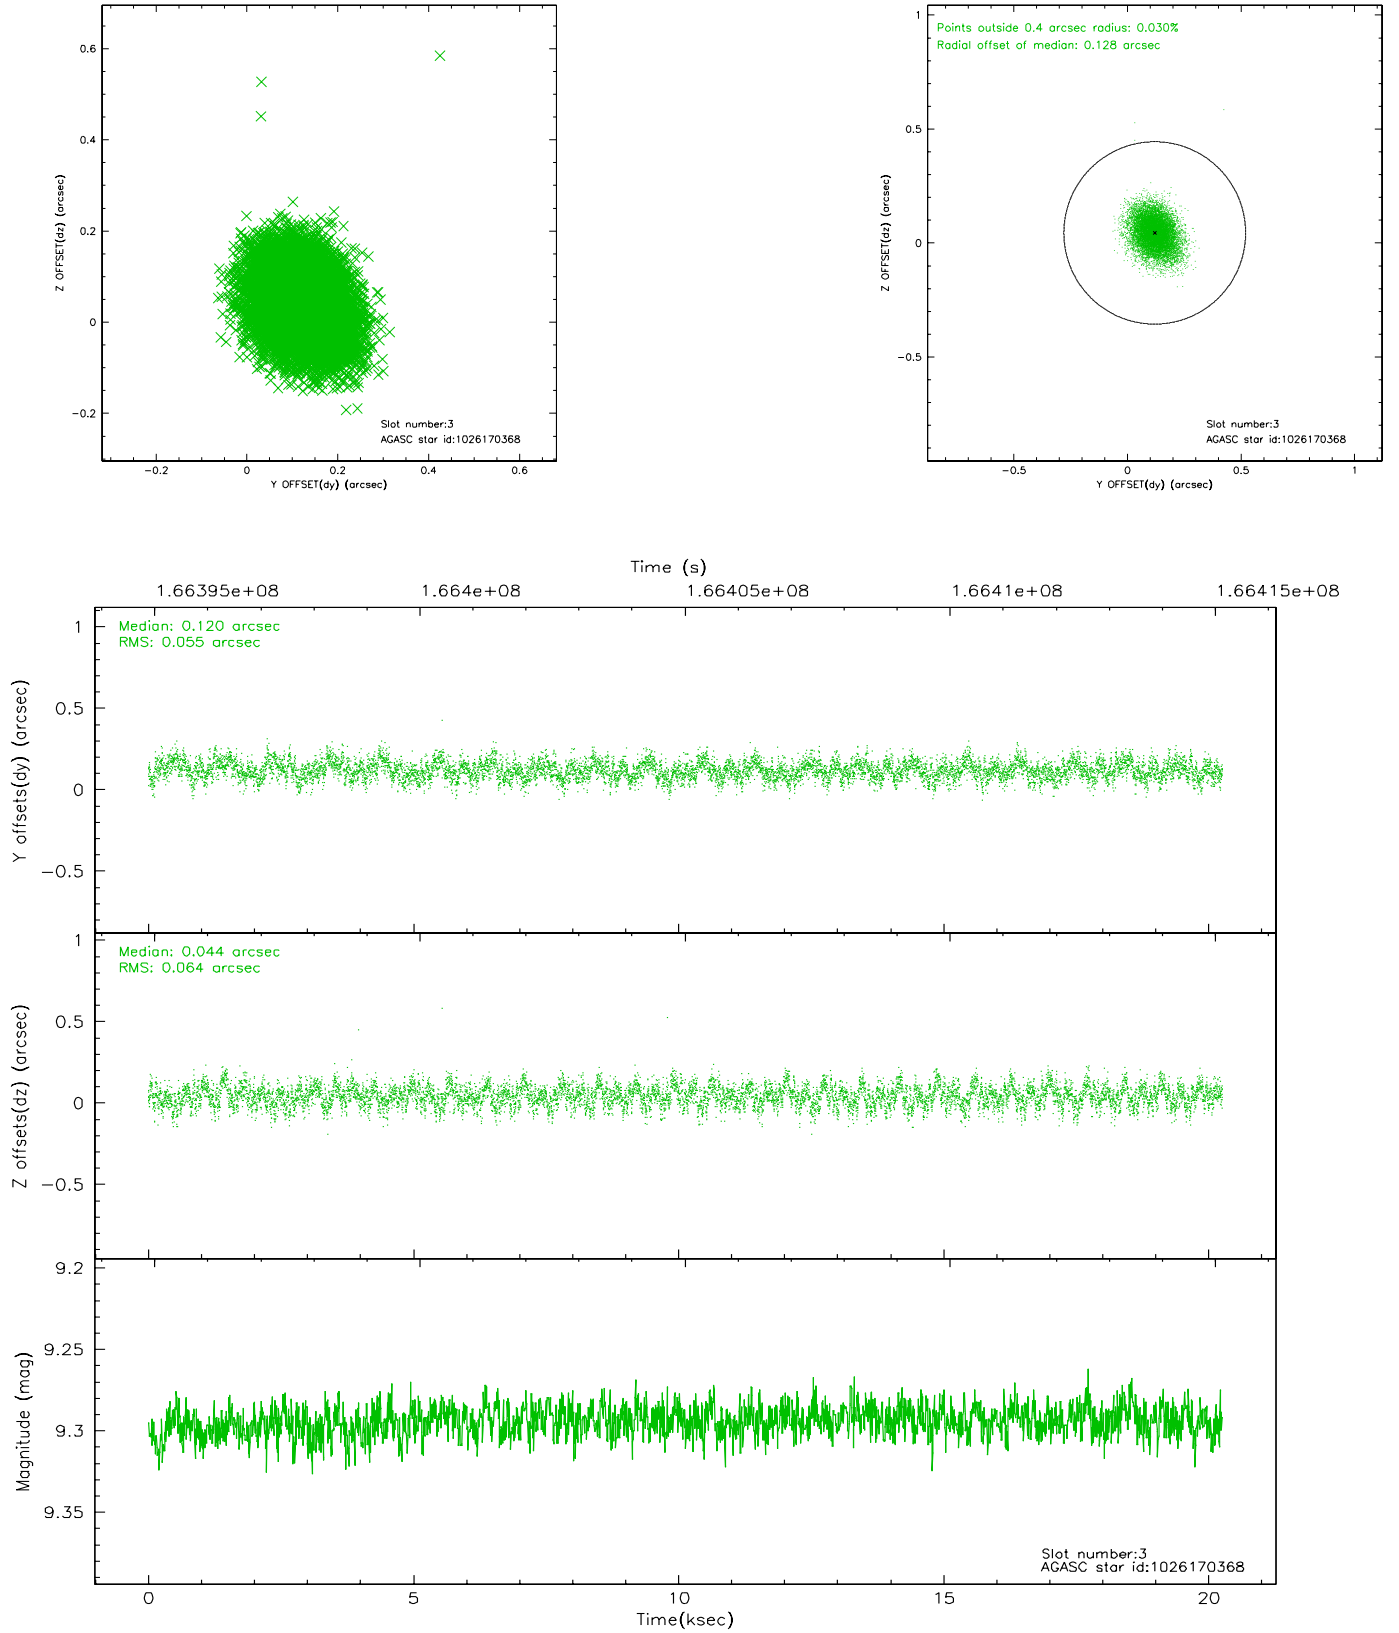 0.6
0.4
0.2
0
−0.2
Z OFFSET(dz) (arcsec)
Slot number:3
AGASC star id:1026170368
−0.2 0 0.2 0.4 0.6
Y OFFSET(dy) (arcsec)
Points outside 0.4 arcsec radius: 0.030%
Radial offset of median: 0.128 arcsec
1
0.5
0
−0.5
Z OFFSET(dz) (arcsec)
Slot number:3
AGASC star id:1026170368
−0.5 0 0.5 1
Y OFFSET(dy) (arcsec)
Time (s)
1.66395e+08 1.664e+08 1.66405e+08 1.6641e+08 1.66415e+08
Median: 0.120 arcsec
RMS: 0.055 arcsec
1
0.5
0
−0.5
Y offsets(dy) (arcsec)
Median: 0.044 arcsec
RMS: 0.064 arcsec
1
0.5
0
−0.5
Z offsets(dz) (arcsec)
9.2
9.25
9.3
9.35
Magnitude (mag)
Slot number:3
AGASC star id:1026170368
0 5 10 15 20
Time(ksec)